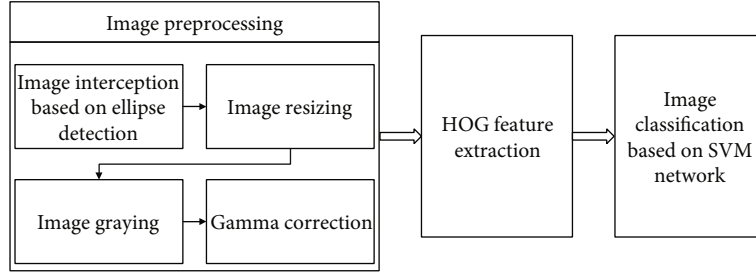 Image preprocessing
Image interception
based on ellipse
detection
Image resizing
Image graying
Gamma correction
HOG feature
extraction
Image
classification
based on SVM
network